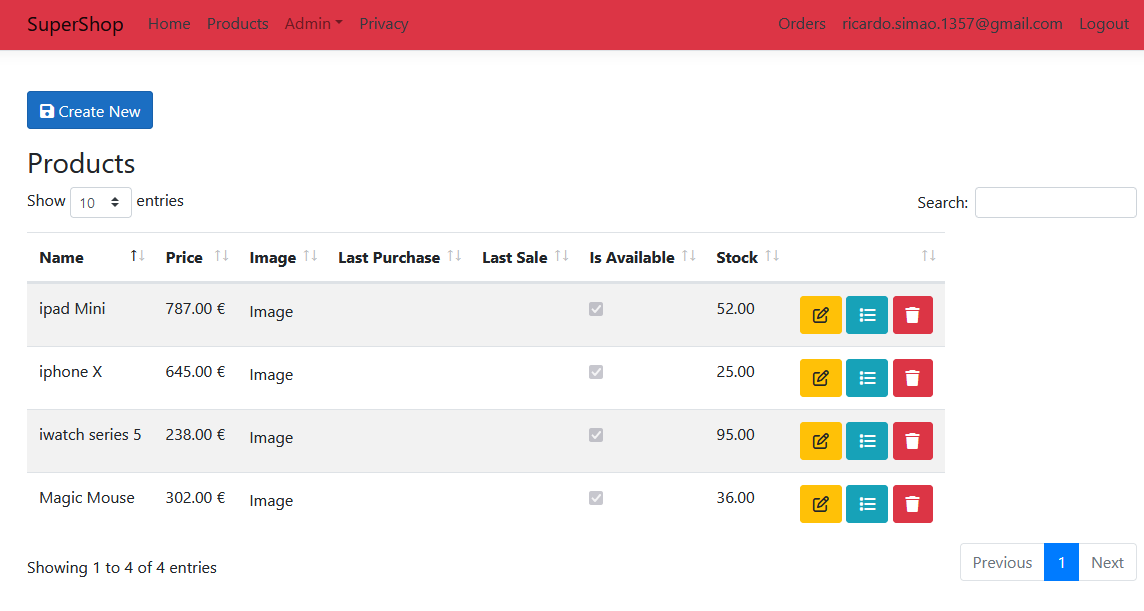 SuperShop Home Products Admin Privacy Orders ricardo.simao.1357@gmail.com Logout
Create New
Products
Show 10 entries Search:
Name Price Image Last Purchase Last Sale Is Available Stock
ipad Mini 787.00 € Image 52.00
iphone X 645.00 € Image 25.00
iwatch series 5 238.00 € Image 95.00
Magic Mouse 302.00 € Image 36.00
Showing 1 to 4 of 4 entries Previous 1 Next